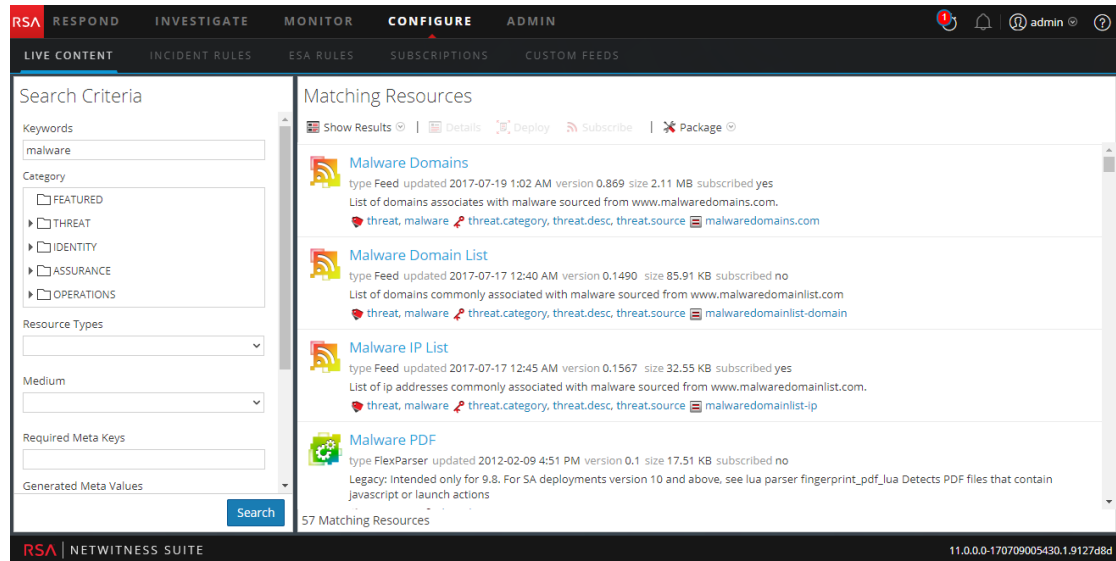 RSA RESPOND INVESTIGATE MONITOR CONFIGURE ADMIN 1 admin ?
LIVE CONTENT INCIDENT RULES ESA RULES SUBSCRIPTIONS CUSTOM FEEDS
Search Criteria
Keywords
malware
Category
FEATURED
THREAT
IDENTITY
ASSURANCE
OPERATIONS
Resource Types
Medium
Required Meta Keys
Generated Meta Values
Search
Matching Resources
Show Results | Details Deploy Subscribe | Package
Malware Domains
type Feed updated 2017-07-19 1:02 AM version 0.869 size 2.11 MB subscribed yes
List of domains associates with malware sourced from www.malwaredomains.com.
threat, malware threat.category, threat.desc, threat.source malwaredomains.com
Malware Domain List
type Feed updated 2017-07-17 12:40 AM version 0.1490 size 85.91 KB subscribed no
List of domains commonly associated with malware sourced from www.malwaredomainlist.com
threat, malware threat.category, threat.desc, threat.source malwaredomainlist-domain
Malware IP List
type Feed updated 2017-07-17 12:45 AM version 0.1567 size 32.55 KB subscribed yes
List of ip addresses commonly associated with malware sourced from www.malwaredomainlist.com.
threat, malware threat.category, threat.desc, threat.source malwaredomainlist-ip
Malware PDF
type FlexParser updated 2012-02-09 4:51 PM version 0.1 size 17.51 KB subscribed no
Legacy: Intended only for 9.8. For SA deployments version 10 and above, see lua parser fingerprint_pdf_lua Detects PDF files that contain
javascript or launch actions
57 Matching Resources
RSA | NETWITNESS SUITE
11.0.0.0-170709005430.1.9127d8d